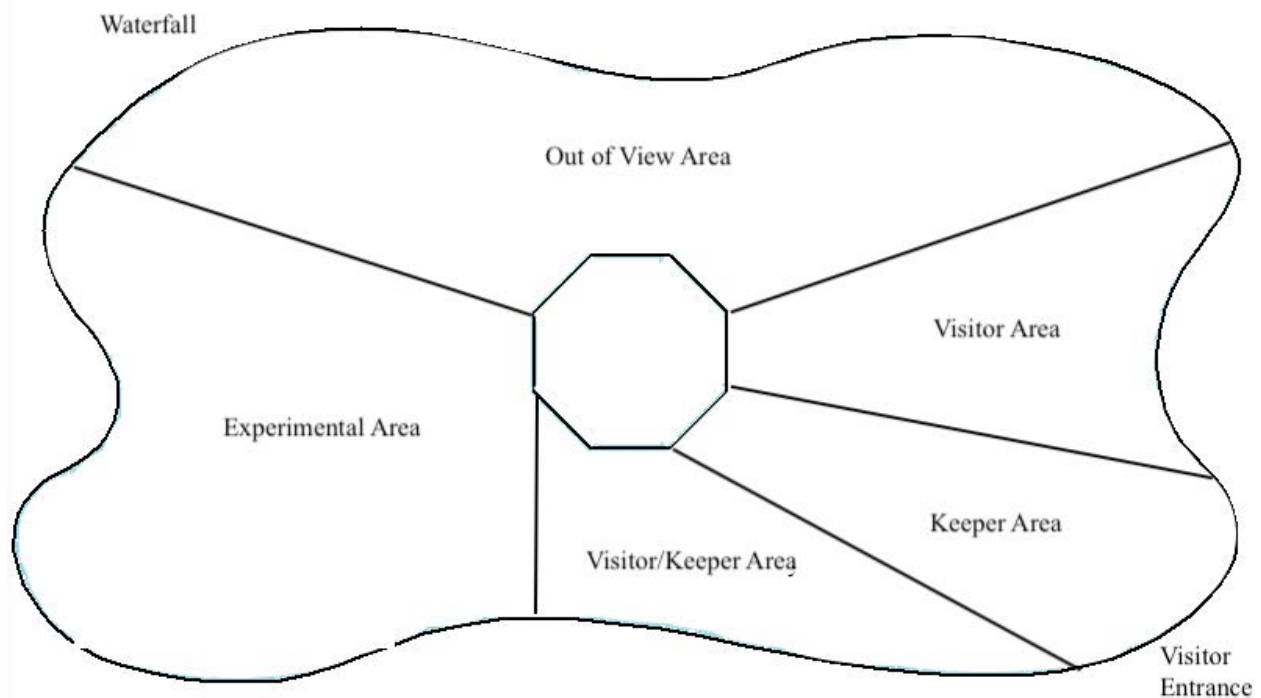 Waterfall
Out of View Area
Visitor Area
Experimental Area
Keeper Area
Visitor/Keeper Area
Visitor
Entrance